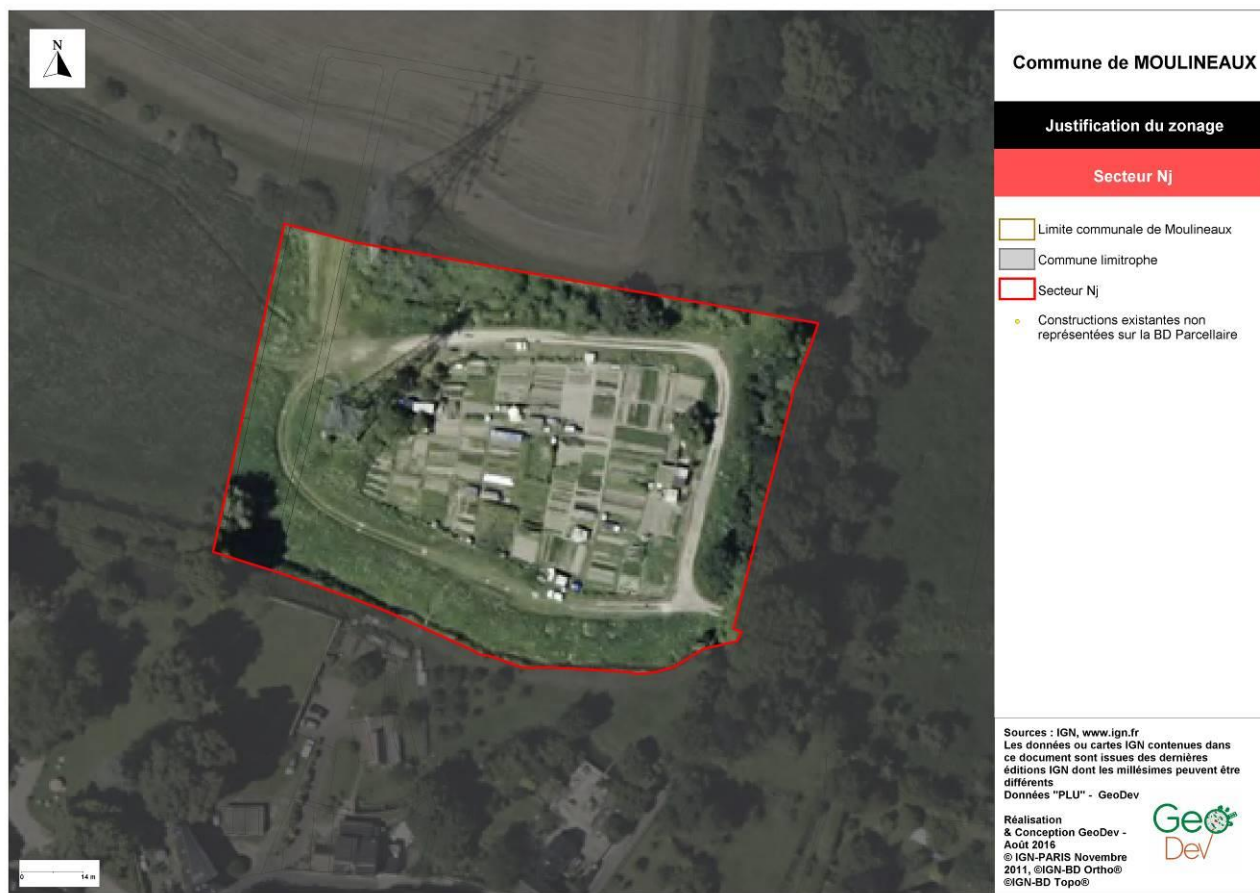 N
Commune de MOULINEAUX
Justification du zonage
Secteur Nj
Limite communale de Moulineaux
Commune limitrophe
Secteur Nj
Constructions existantes non
représentées sur la BD Parcellaire
Sources : IGN, www.ign.fr
Les données ou cartes IGN contenues dans
ce document sont issues des dernières
éditions IGN dont les millésimes peuvent être
différents
Données "PLU" - GeoDev
Réalisation
& Conception GeoDev -
Août 2016
© IGN-PARIS Novembre
2011, ©IGN-BD Ortho®
©IGN-BD Topo®
Geo
Dev
0 14 m